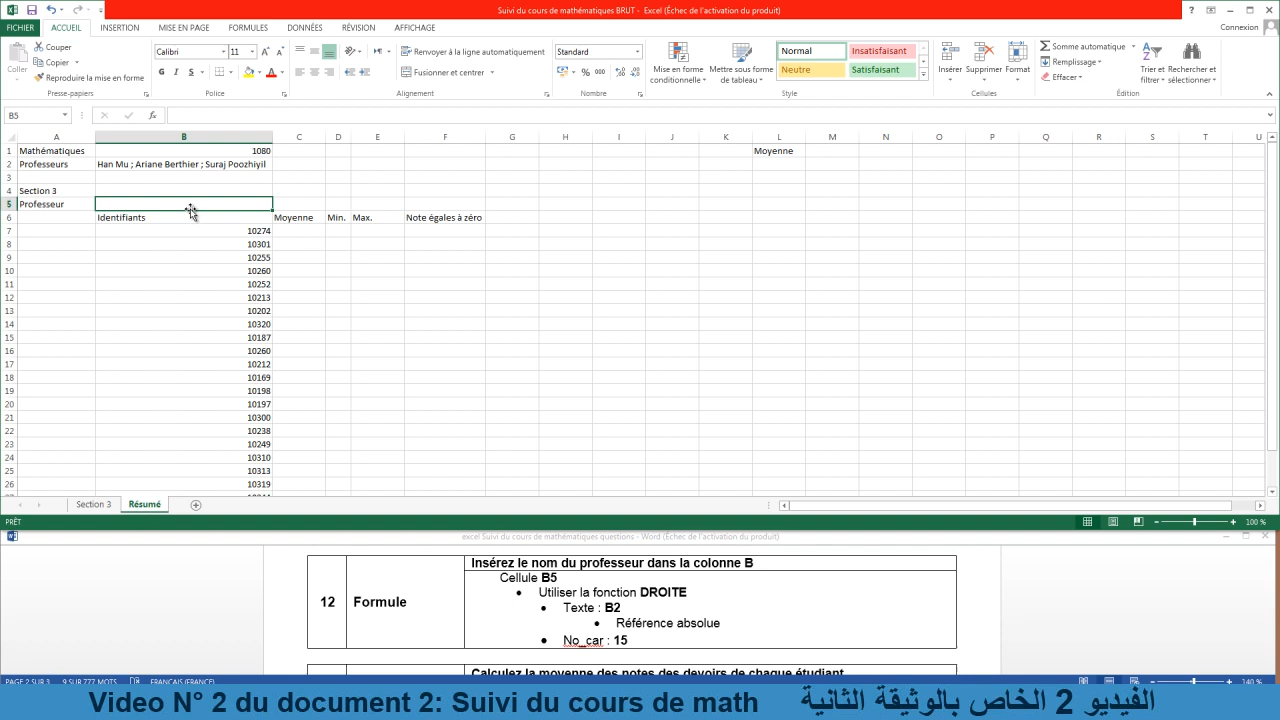 Suivi du cours de mathématiques BRUT - Excel (Échec de l'activation du produit)
FICHIER ACCUEIL INSERTION MISE EN PAGE FORMULES DONNÉES RÉVISION AFFICHAGE Connexion
Coller
Couper
Copier
Reproduire la mise en forme
Presse-papiers
Calibri 11
G I S
Police
Renvoyer à la ligne automatiquement
Fusionner et centrer
Alignement
Standard
% 000
Nombre
Mise en forme conditionnelle
Mettre sous forme de tableau
Normal Insatisfaisant
Neutre Satisfaisant
Style
Insérer Supprimer Format
Cellules
Somme automatique
Remplissage
Effacer
Trier et filtrer
Rechercher et sélectionner
Édition
B5 fx
A B C D E F G H I J K L M N O P Q R S T U
1 Mathématiques 1080 Moyenne
2 Professeurs Han Mu ; Ariane Berthier ; Suraj Poozhiyil
3
4 Section 3
5 Professeur
6 Identifiants Moyenne Min. Max. Note égales à zéro
7 10274
8 10301
9 10255
10 10260
11 10252
12 10213
13 10202
14 10320
15 10187
16 10260
17 10212
18 10169
19 10198
20 10197
21 10300
22 10238
23 10249
24 10310
25 10313
26 10319
Section 3 Résumé
PRÊT 100 %
excel Suivi du cours de mathématiques questions - Word (Échec de l'activation du produit)
12 Formule
Insérez le nom du professeur dans la colonne B
Cellule B5
• Utiliser la fonction DROITE
• Texte : B2
• Référence absolue
• No_car : 15
Calculez la moyenne des notes des devoirs de chaque étudiant
PAGE 2 SUR 3 9 SUR 777 MOTS FRANÇAIS (FRANCE) 140 %
Video N° 2 du document 2: Suivi du cours de math الفيديو 2 الخاص بالوثيقة الثانية